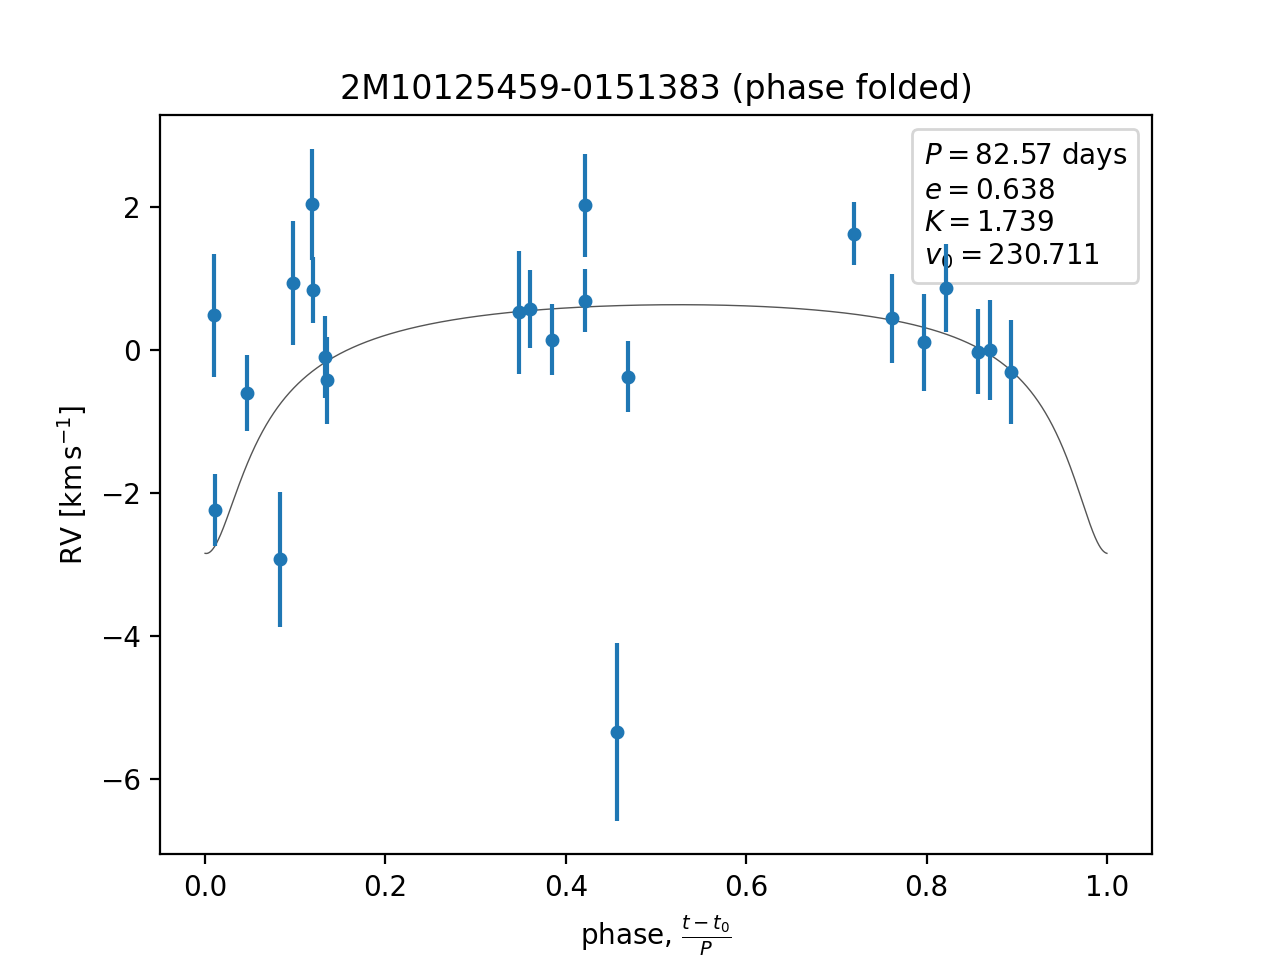 2M10125459-0151383 (phase folded)
P = 82.57 days
e = 0.638
K = 1.739
v₀ = 230.711
RV [km s⁻¹]
2
0
−2
−4
−6
0.0 0.2 0.4 0.6 0.8 1.0
phase, (t − t₀)/P